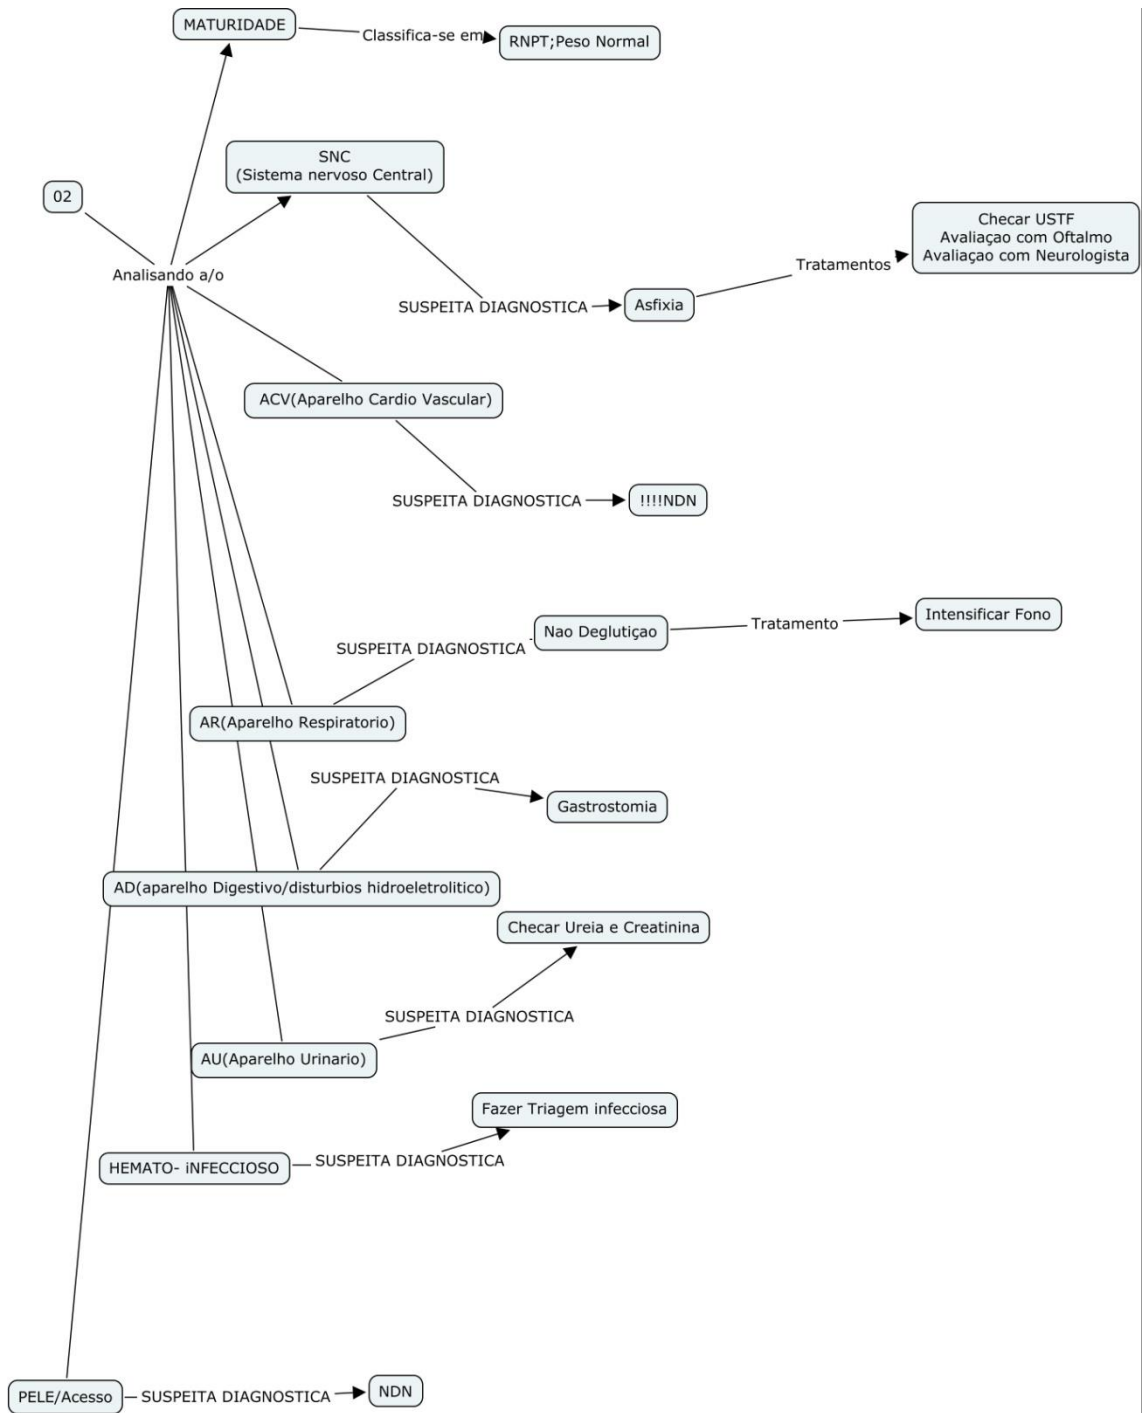 MATURIDADE
Classifica-se em
RNPT;Peso Normal
SNC
(Sistema nervoso Central)
02
Checar USTF
Avaliaçao com Oftalmo
Avaliaçao com Neurologista
Analisando a/o
Tratamentos
SUSPEITA DIAGNOSTICA
Asfixia
ACV(Aparelho Cardio Vascular)
SUSPEITA DIAGNOSTICA
!!!!NDN
Nao Deglutiçao
Tratamento
Intensificar Fono
SUSPEITA DIAGNOSTICA
AR(Aparelho Respiratorio)
SUSPEITA DIAGNOSTICA
Gastrostomia
AD(aparelho Digestivo/disturbios hidroeletrolitico)
Checar Ureia e Creatinina
SUSPEITA DIAGNOSTICA
AU(Aparelho Urinario)
Fazer Triagem infecciosa
HEMATO- iNFECCIOSO
SUSPEITA DIAGNOSTICA
PELE/Acesso
SUSPEITA DIAGNOSTICA
NDN